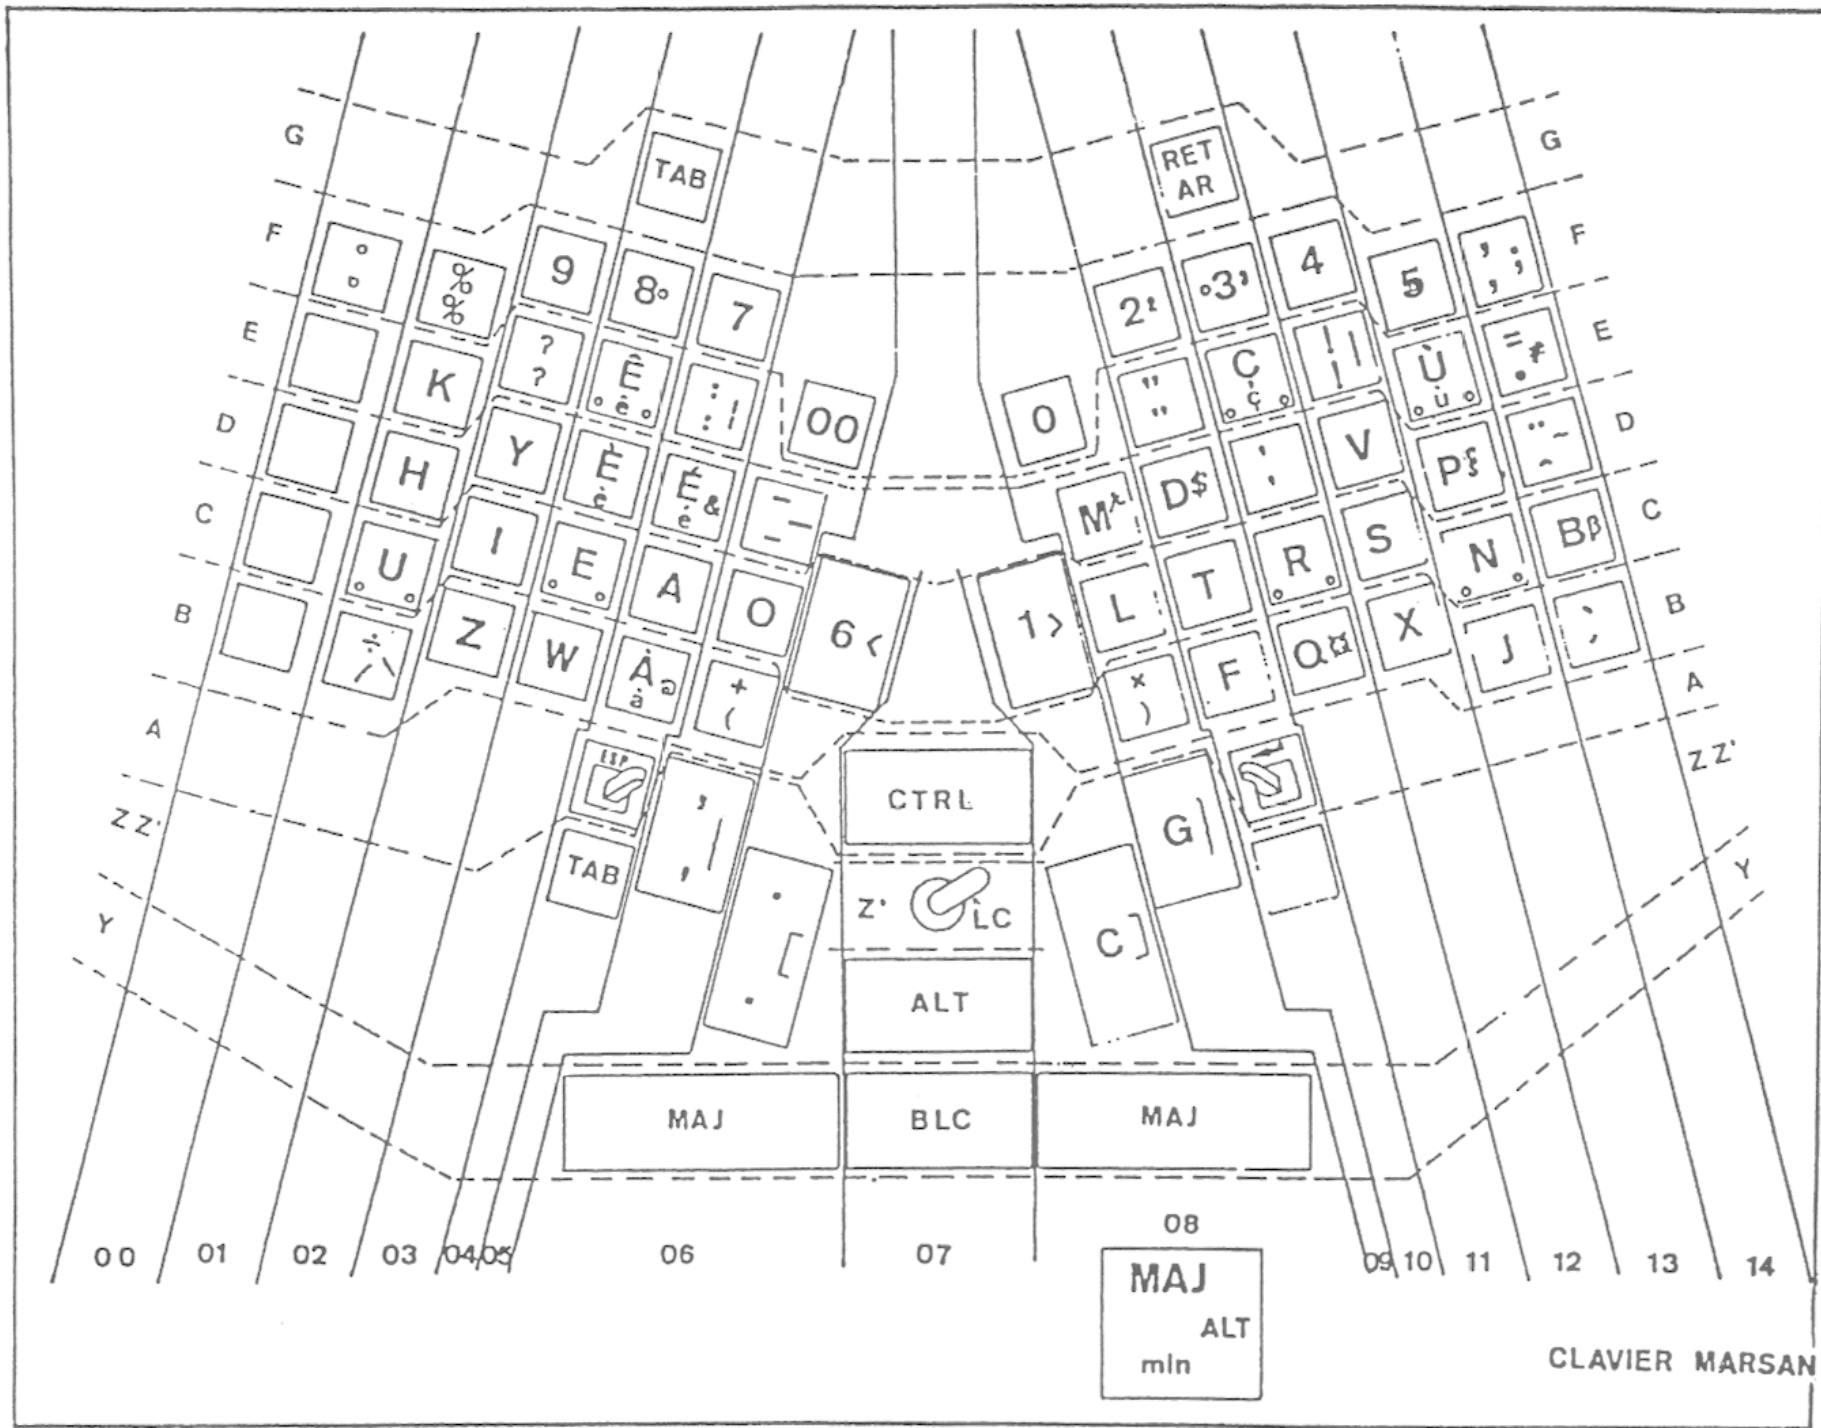 G G
TAB RET
AR
F F
° % 9 8° 7 2 3 4 5 ' ;
% ,
E E
K ? Ê : 00 0 " Ç ! Ù = ≠
? ê : | " ç ! ù .
D D
H Y È É & — M D$ ' V P ¨ ~
è é - ,
C C
U I E A O 6 < 1 > L T R S N Bβ
B B
÷ Z W À + × F Q¤ X J ;
/ \ à ( )
A A
ESP
ZZ' ZZ'
TAB ' | CTRL G |
,
Y Y
. [ Z' LC C ]
.
ALT
MAJ BLC MAJ
00 01 02 03 04 05 06 07 08 09 10 11 12 13 14
MAJ
ALT
min
CLAVIER MARSAN